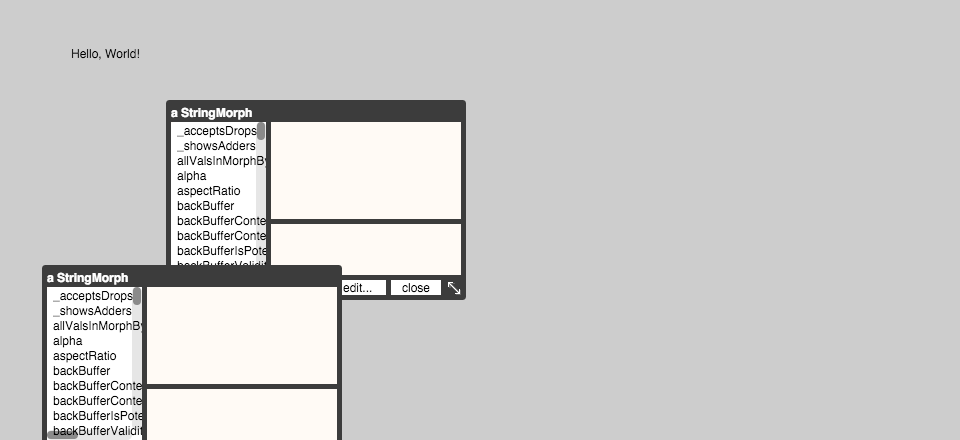 Hello, World!
a StringMorph
_acceptsDrops
_showsAdders
allValsInMorphBy
alpha
aspectRatio
backBuffer
backBufferConte
backBufferConte
backBufferIsPote
backBufferValidit
edit...
close
a StringMorph
_acceptsDrops
_showsAdders
allValsInMorphBy
alpha
aspectRatio
backBuffer
backBufferConte
backBufferConte
backBufferIsPote
backBufferValidit